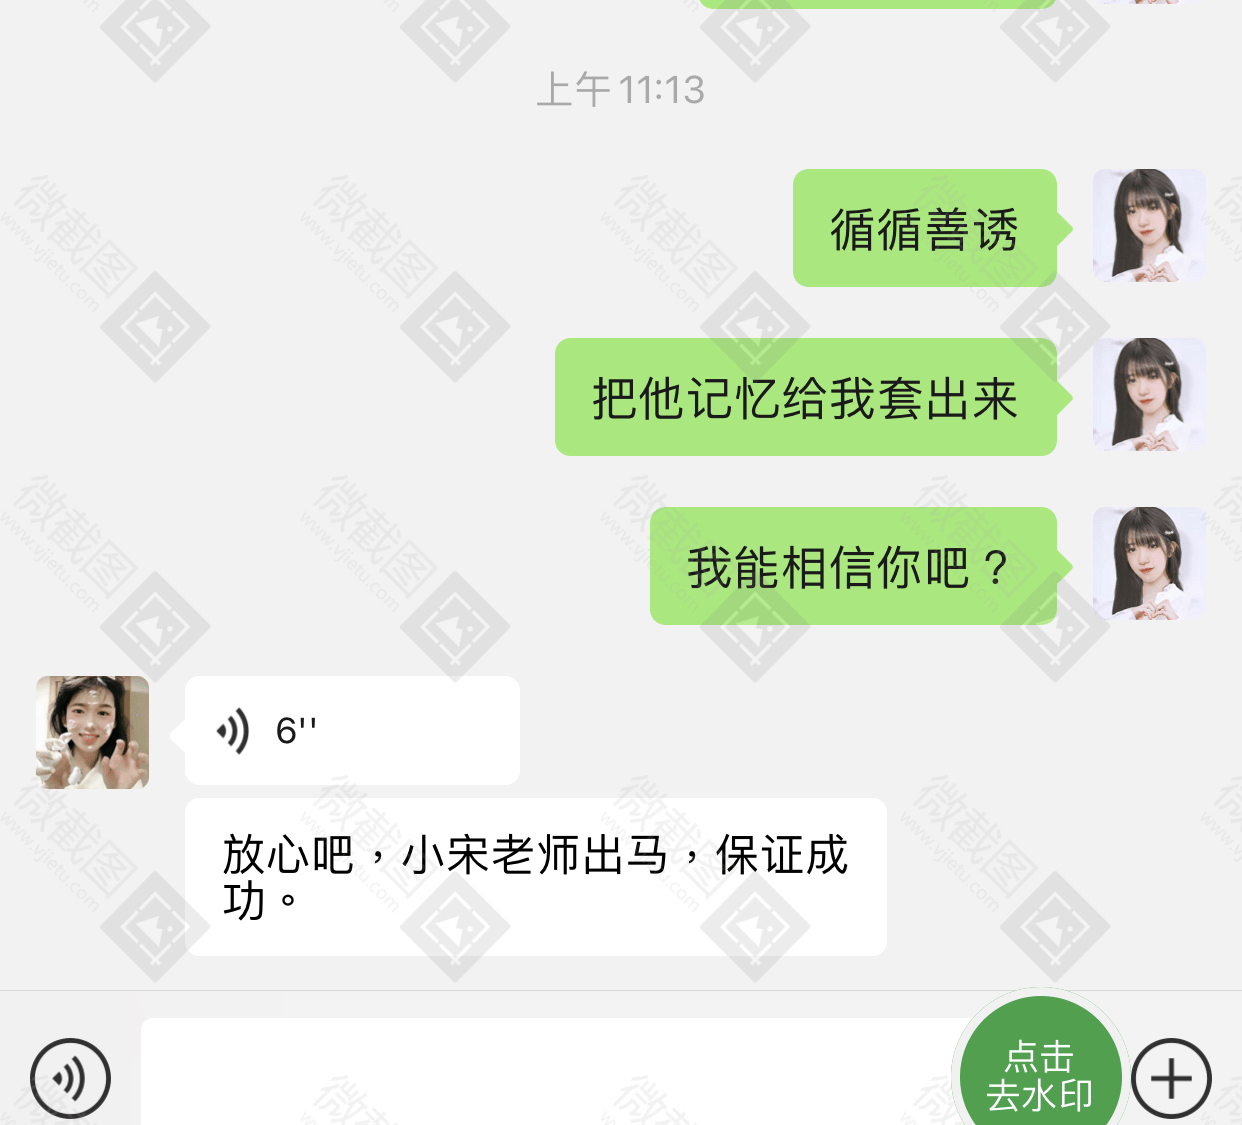 上午 11:13
循循善诱
把他记忆给我套出来
我能相信你吧？
6''
放心吧，小宋老师出马，保证成
功。
点击
去水印
微截图
www.vjietu.com